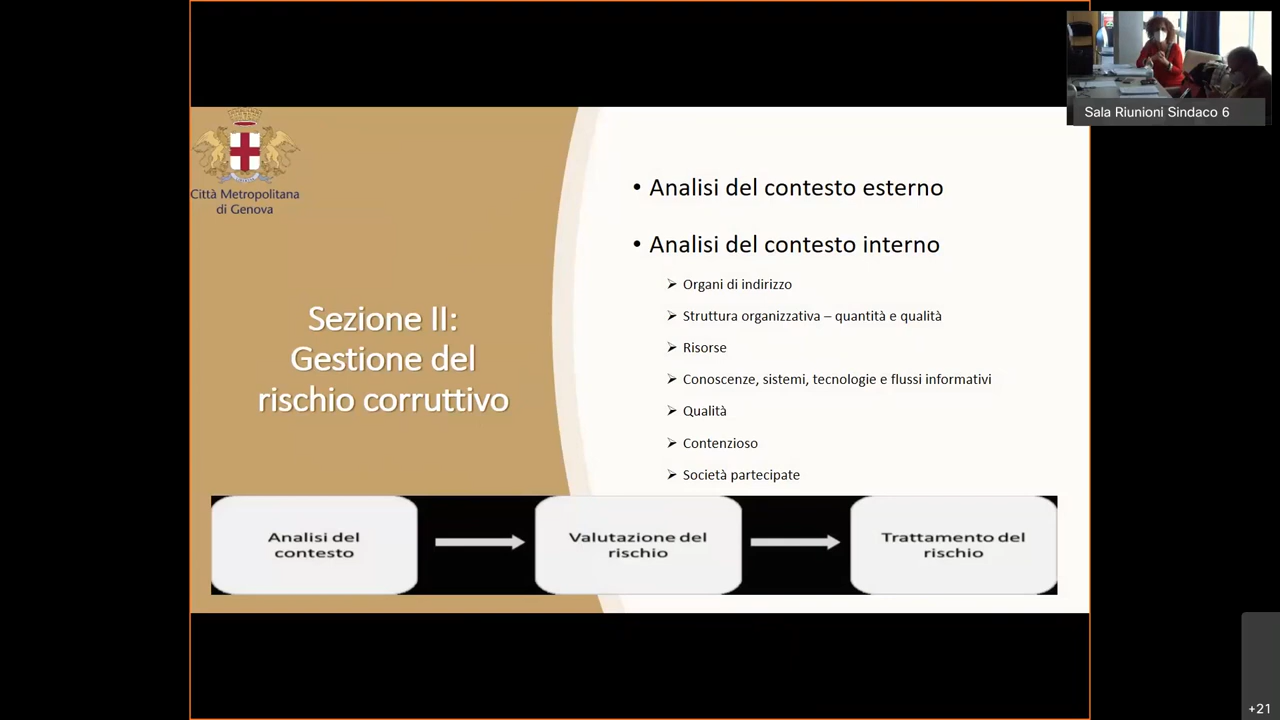 Sala Riunioni Sindaco 6
Città Metropolitana
di Genova
Sezione II:
Gestione del
rischio corruttivo
• Analisi del contesto esterno
• Analisi del contesto interno
➤ Organi di indirizzo
➤ Struttura organizzativa – quantità e qualità
➤ Risorse
➤ Conoscenze, sistemi, tecnologie e flussi informativi
➤ Qualità
➤ Contenzioso
➤ Società partecipate
Analisi del
contesto
Valutazione del
rischio
Trattamento del
rischio
+21